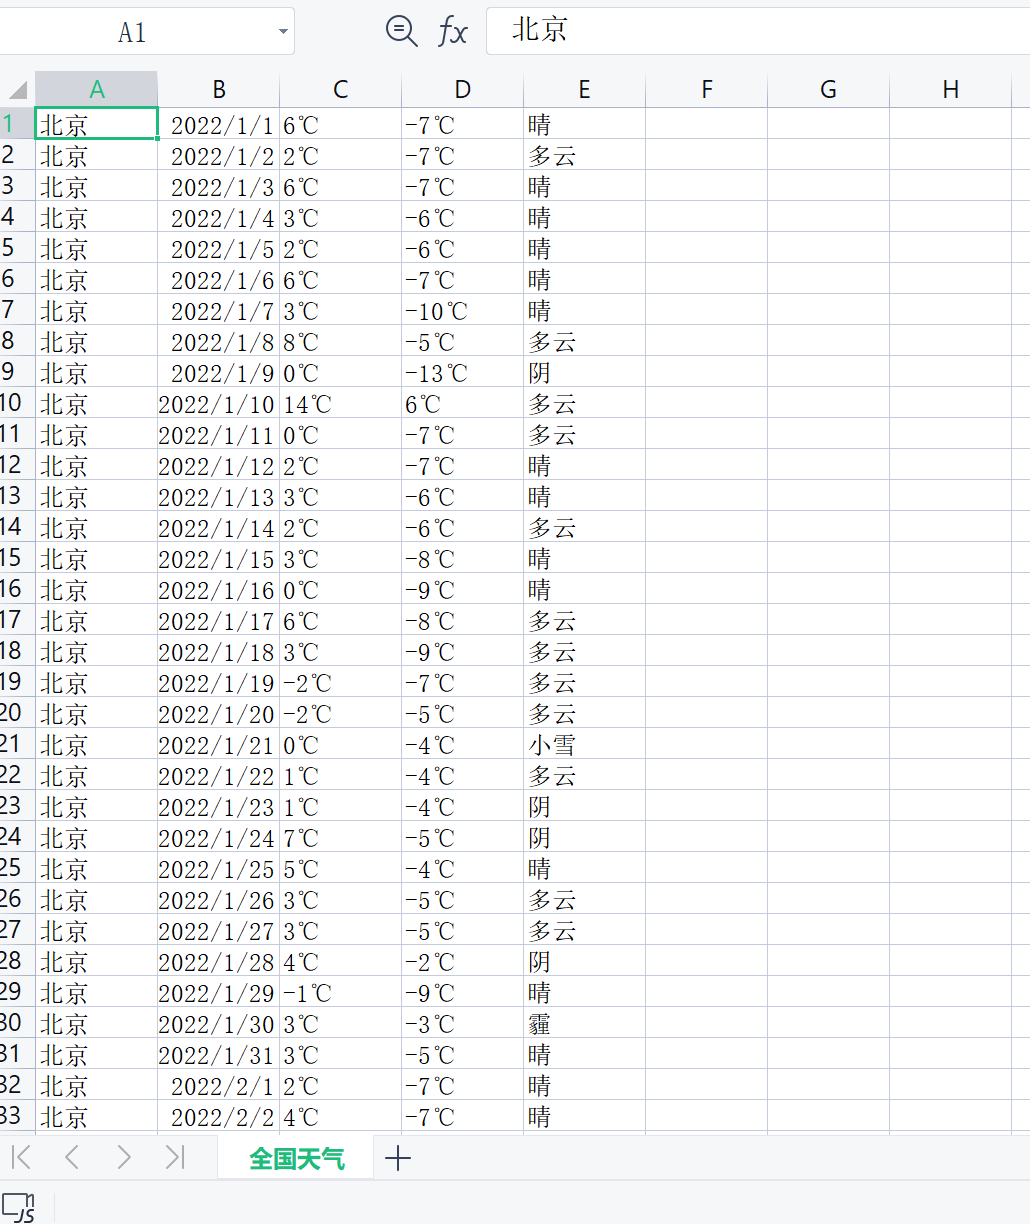 A1 fx 北京
A B C D E F G H
1 北京 2022/1/1 6℃ -7℃ 晴
2 北京 2022/1/2 2℃ -7℃ 多云
3 北京 2022/1/3 6℃ -7℃ 晴
4 北京 2022/1/4 3℃ -6℃ 晴
5 北京 2022/1/5 2℃ -6℃ 晴
6 北京 2022/1/6 6℃ -7℃ 晴
7 北京 2022/1/7 3℃ -10℃ 晴
8 北京 2022/1/8 8℃ -5℃ 多云
9 北京 2022/1/9 0℃ -13℃ 阴
10 北京 2022/1/10 14℃ 6℃ 多云
11 北京 2022/1/11 0℃ -7℃ 多云
12 北京 2022/1/12 2℃ -7℃ 晴
13 北京 2022/1/13 3℃ -6℃ 晴
14 北京 2022/1/14 2℃ -6℃ 多云
15 北京 2022/1/15 3℃ -8℃ 晴
16 北京 2022/1/16 0℃ -9℃ 晴
17 北京 2022/1/17 6℃ -8℃ 多云
18 北京 2022/1/18 3℃ -9℃ 多云
19 北京 2022/1/19 -2℃ -7℃ 多云
20 北京 2022/1/20 -2℃ -5℃ 多云
21 北京 2022/1/21 0℃ -4℃ 小雪
22 北京 2022/1/22 1℃ -4℃ 多云
23 北京 2022/1/23 1℃ -4℃ 阴
24 北京 2022/1/24 7℃ -5℃ 阴
25 北京 2022/1/25 5℃ -4℃ 晴
26 北京 2022/1/26 3℃ -5℃ 多云
27 北京 2022/1/27 3℃ -5℃ 多云
28 北京 2022/1/28 4℃ -2℃ 阴
29 北京 2022/1/29 -1℃ -9℃ 晴
30 北京 2022/1/30 3℃ -3℃ 霾
31 北京 2022/1/31 3℃ -5℃ 晴
32 北京 2022/2/1 2℃ -7℃ 晴
33 北京 2022/2/2 4℃ -7℃ 晴
全国天气
JS